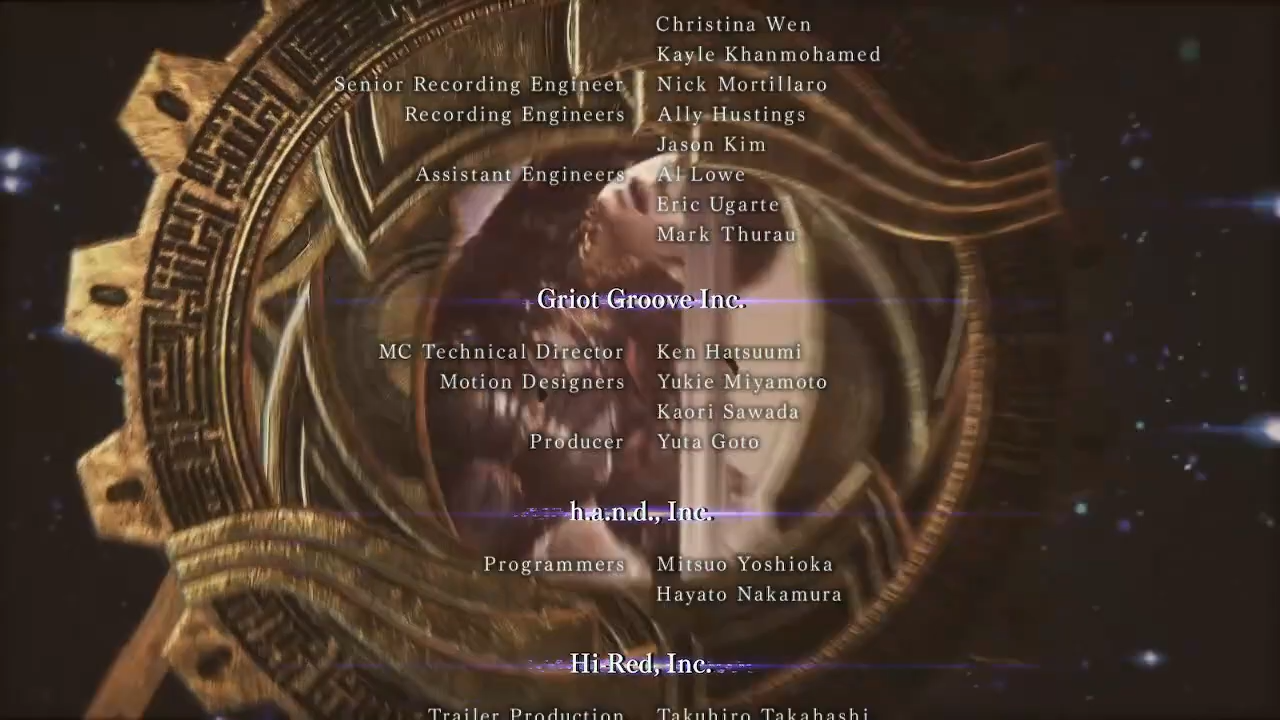 Christina Wen
Kayle Khanmohamed
Senior Recording Engineer Nick Mortillaro
Recording Engineers Ally Hustings
Jason Kim
Assistant Engineers Al Lowe
Eric Ugarte
Mark Thurau
Griot Groove Inc.
MC Technical Director Ken Hatsuumi
Motion Designers Yukie Miyamoto
Kaori Sawada
Producer Yuta Goto
h.a.n.d., Inc.
Programmers Mitsuo Yoshioka
Hayato Nakamura
Hi Red, Inc.
Trailer Production Takuhiro Takahashi